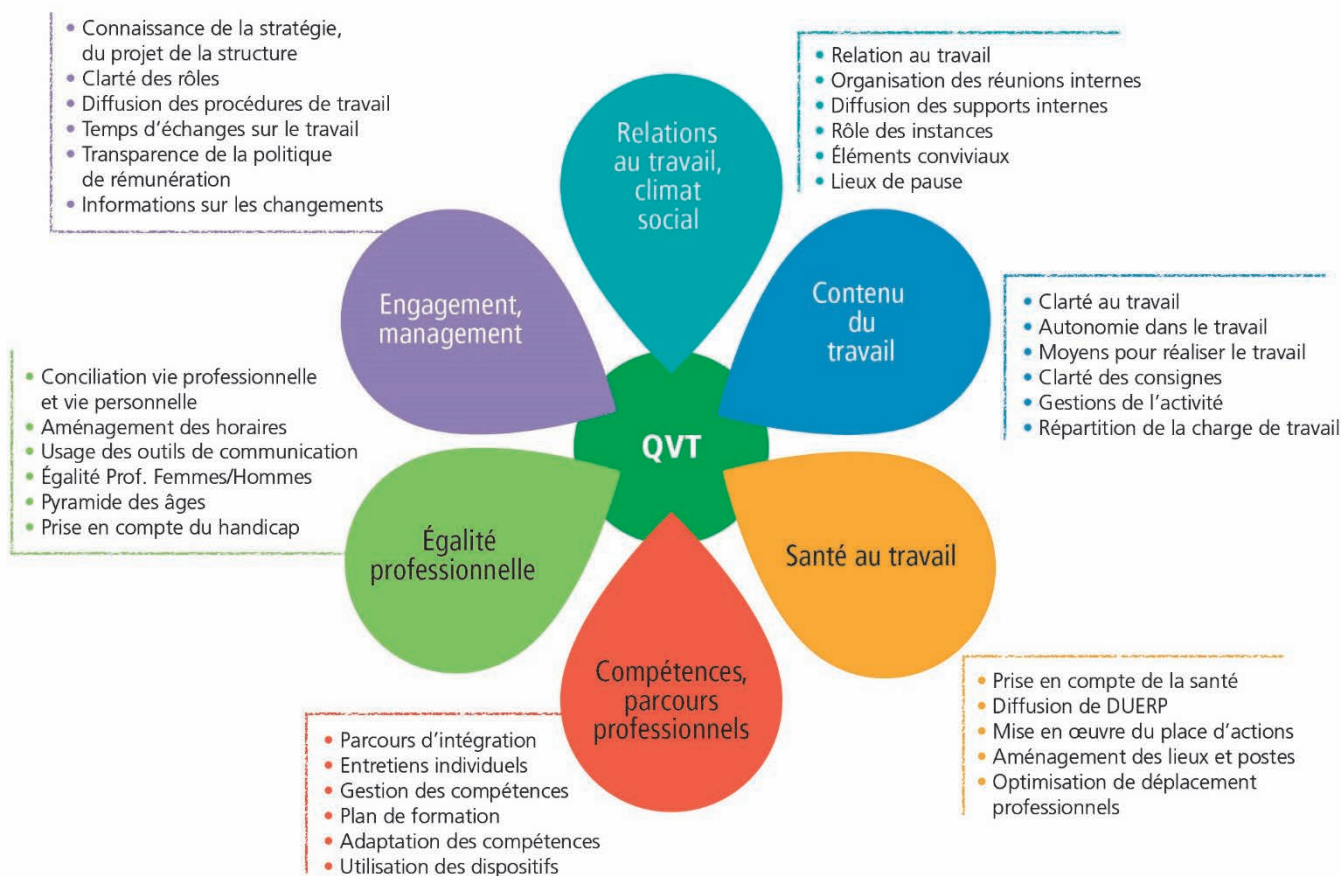 • Connaissance de la stratégie,
du projet de la structure
• Clarté des rôles
• Diffusion des procédures de travail
• Temps d'échanges sur le travail
• Transparence de la politique
de rémunération
• Informations sur les changements
• Relation au travail
• Organisation des réunions internes
• Diffusion des supports internes
• Rôle des instances
• Éléments conviviaux
• Lieux de pause
Relations
au travail,
climat
social
Engagement,
management
Contenu
du
travail
• Clarté au travail
• Autonomie dans le travail
• Moyens pour réaliser le travail
• Clarté des consignes
• Gestions de l'activité
• Répartition de la charge de travail
• Conciliation vie professionnelle
et vie personnelle
• Aménagement des horaires
• Usage des outils de communication
• Égalité Prof. Femmes/Hommes
• Pyramide des âges
• Prise en compte du handicap
QVT
Égalité
professionnelle
Santé au travail
Compétences,
parcours
professionnels
• Prise en compte de la santé
• Diffusion de DUERP
• Mise en œuvre du place d'actions
• Aménagement des lieux et postes
• Optimisation de déplacement
professionnels
• Parcours d'intégration
• Entretiens individuels
• Gestion des compétences
• Plan de formation
• Adaptation des compétences
• Utilisation des dispositifs